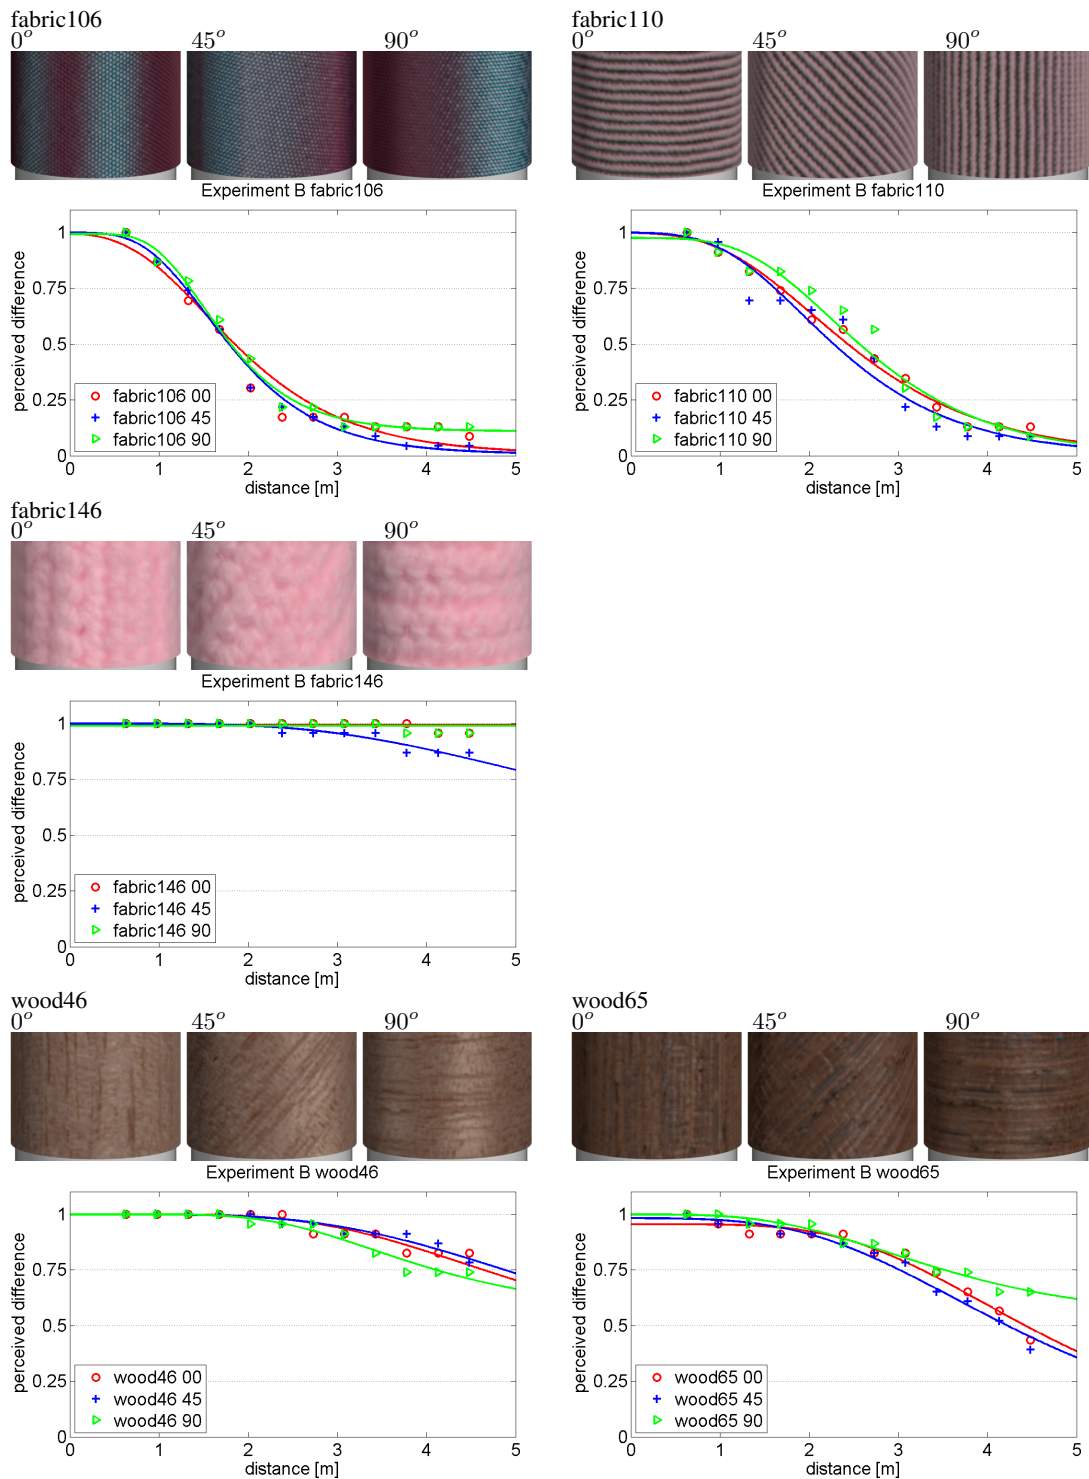 fabric106
0° 45° 90°
Experiment B fabric106
perceived difference
1
0.75
0.5
0.25
0
fabric106 00
fabric106 45
fabric106 90
0 1 2 3 4 5
distance [m]
fabric110
0° 45° 90°
Experiment B fabric110
perceived difference
1
0.75
0.5
0.25
0
fabric110 00
fabric110 45
fabric110 90
0 1 2 3 4 5
distance [m]
fabric146
0° 45° 90°
Experiment B fabric146
perceived difference
1
0.75
0.5
0.25
0
fabric146 00
fabric146 45
fabric146 90
0 1 2 3 4 5
distance [m]
wood46
0° 45° 90°
Experiment B wood46
perceived difference
1
0.75
0.5
0.25
0
wood46 00
wood46 45
wood46 90
0 1 2 3 4 5
distance [m]
wood65
0° 45° 90°
Experiment B wood65
perceived difference
1
0.75
0.5
0.25
0
wood65 00
wood65 45
wood65 90
0 1 2 3 4 5
distance [m]